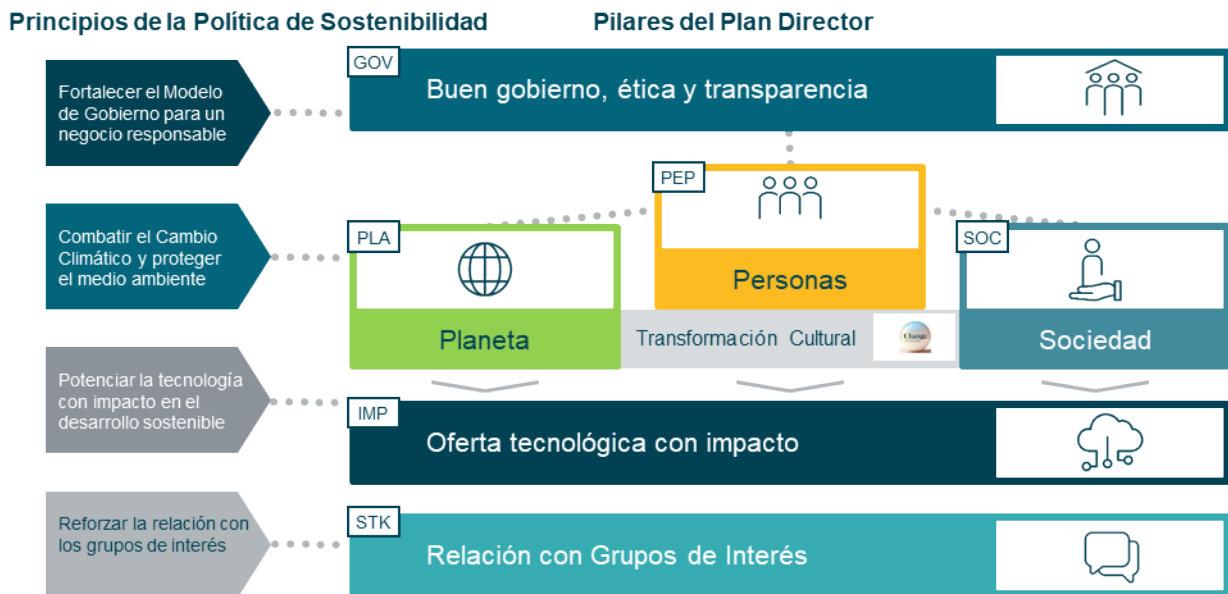 Principios de la Política de Sostenibilidad
Pilares del Plan Director
Fortalecer el Modelo
de Gobierno para un
negocio responsable
GOV
Buen gobierno, ética y transparencia
Combatir el Cambio
Climático y proteger
el medio ambiente
PLA
Planeta
PEP
Personas
SOC
Sociedad
Transformación Cultural
Change
Potenciar la tecnología
con impacto en el
desarrollo sostenible
IMP
Oferta tecnológica con impacto
Reforzar la relación con
los grupos de interés
STK
Relación con Grupos de Interés